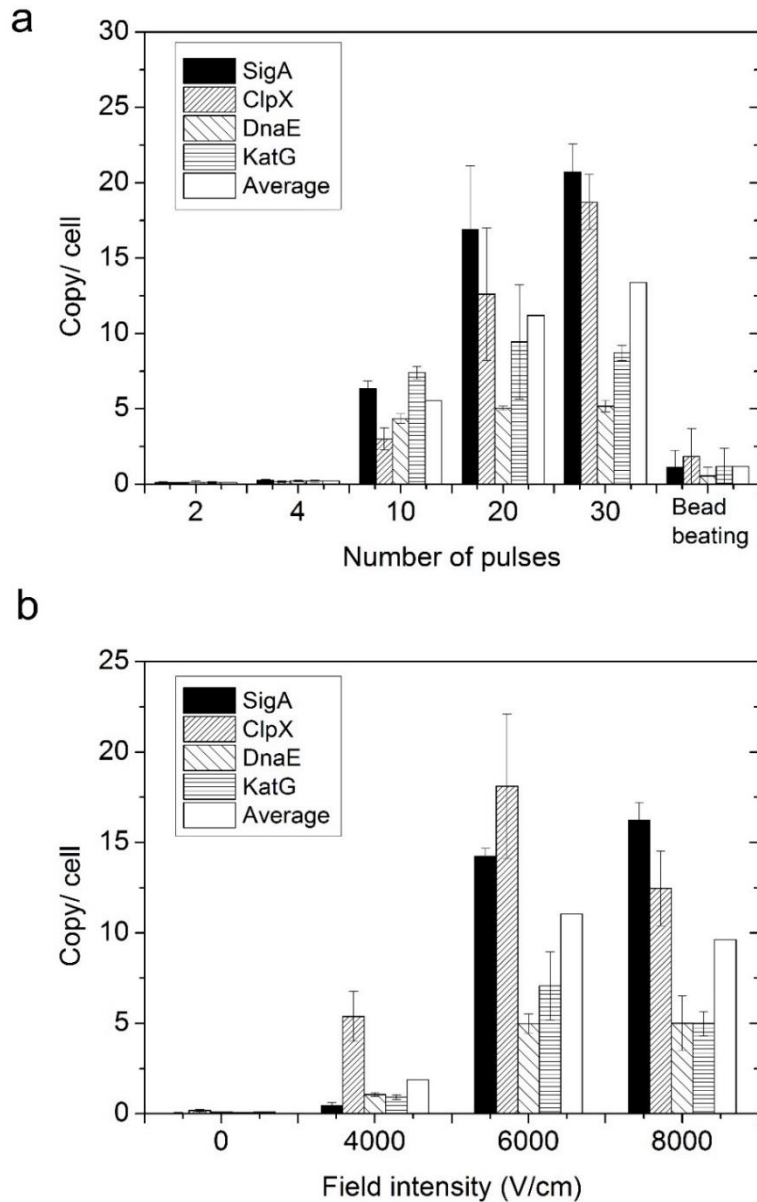 a
30
25
20
15
10
5
0
Copy/ cell
SigA
ClpX
DnaE
KatG
Average
2 4 10 20 30 Bead beating
Number of pulses
b
25
20
15
10
5
0
Copy/ cell
SigA
ClpX
DnaE
KatG
Average
0 4000 6000 8000
Field intensity (V/cm)